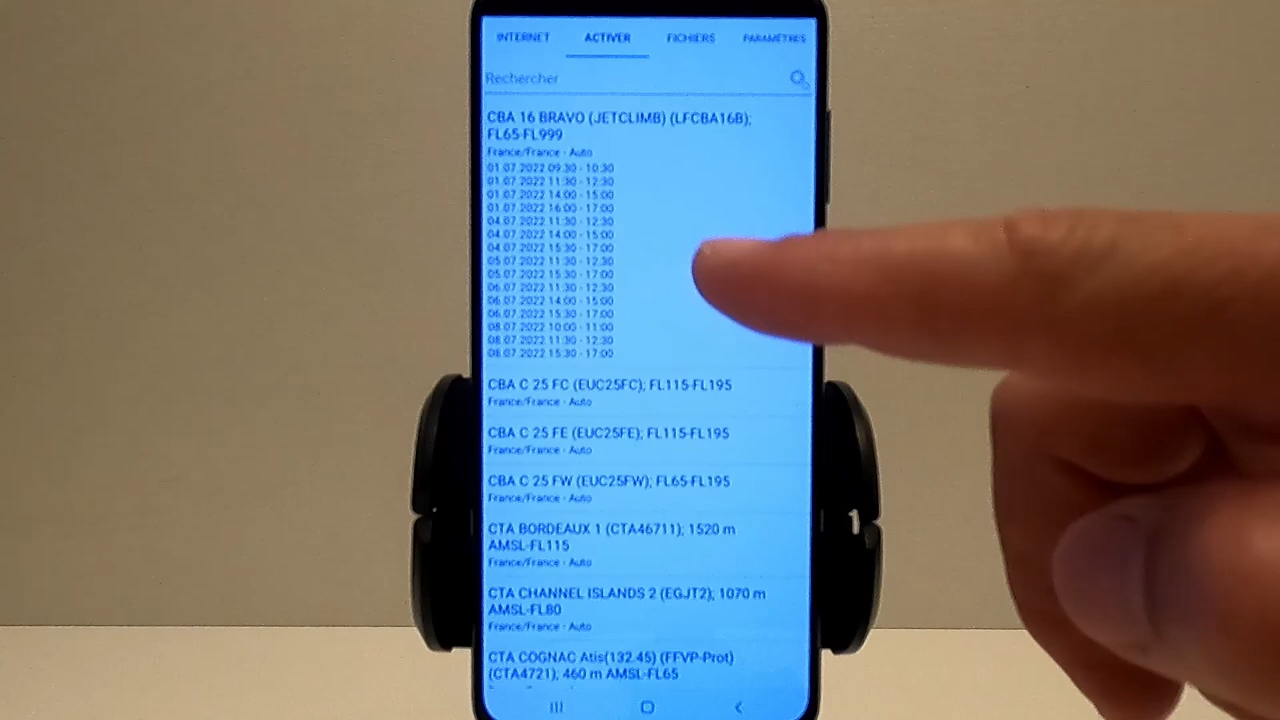 INTERNET ACTIVER FICHIERS PARAMÈTRES
Rechercher
CBA 16 BRAVO (JETCLIMB) (LFCBA16B);
FL65-FL999
France/France - Auto
01.07.2022 09:30 - 10:30
01.07.2022 11:30 - 12:30
01.07.2022 14:00 - 15:00
01.07.2022 16:00 - 17:00
04.07.2022 11:30 - 12:30
04.07.2022 14:00 - 15:00
04.07.2022 15:30 - 17:00
05.07.2022 11:30 - 12:30
05.07.2022 15:30 - 17:00
06.07.2022 11:30 - 12:30
06.07.2022 14:00 - 15:00
06.07.2022 15:30 - 17:00
08.07.2022 10:00 - 11:00
08.07.2022 11:30 - 12:30
08.07.2022 15:30 - 17:00
CBA C 25 FC (EUC25FC); FL115-FL195
France/France - Auto
CBA C 25 FE (EUC25FE); FL115-FL195
France/France - Auto
CBA C 25 FW (EUC25FW); FL65-FL195
France/France - Auto
CTA BORDEAUX 1 (CTA46711); 1520 m
AMSL-FL115
France/France - Auto
CTA CHANNEL ISLANDS 2 (EGJT2); 1070 m
AMSL-FL80
France/France - Auto
CTA COGNAC Atis(132.45) (FFVP-Prot)
(CTA4721); 460 m AMSL-FL65